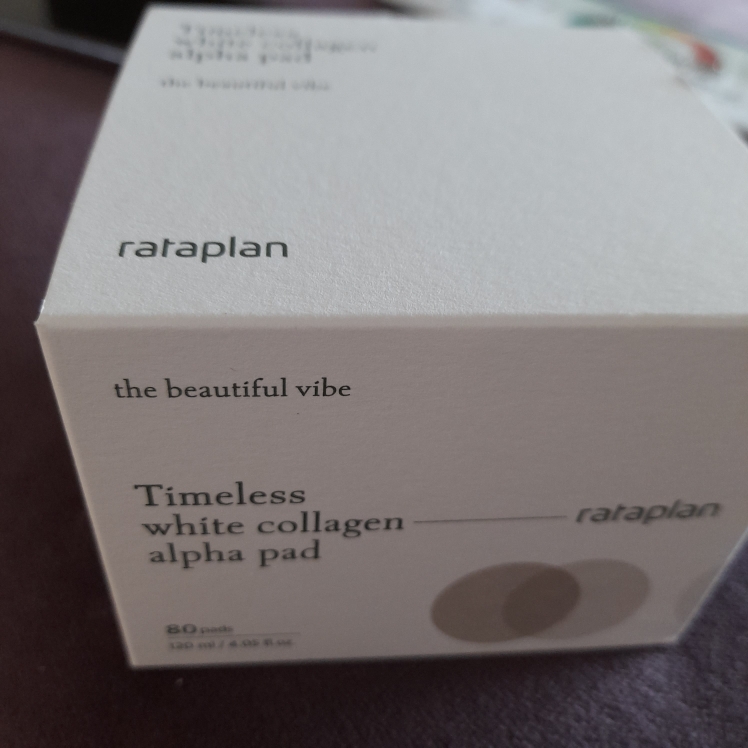 Timeless
white collagen
alpha pad
the beautiful vibe
rataplan
the beautiful vibe
Timeless
white collagen
alpha pad
rataplan
80 pads
120 ml / 4.05 fl.oz